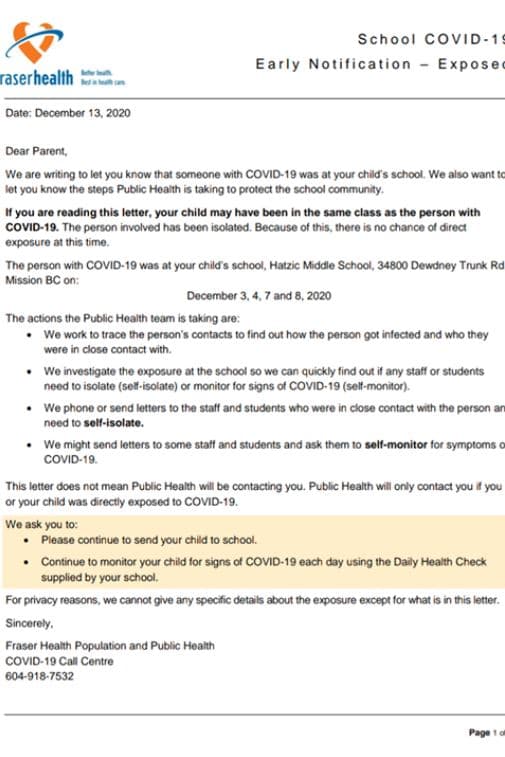 School COVID-19
Early Notification – Exposed
raserhealth
Better health.
Best in health care.
Date: December 13, 2020
Dear Parent,
We are writing to let you know that someone with COVID-19 was at your child's school. We also want to
let you know the steps Public Health is taking to protect the school community.
If you are reading this letter, your child may have been in the same class as the person with
COVID-19. The person involved has been isolated. Because of this, there is no chance of direct
exposure at this time.
The person with COVID-19 was at your child's school, Hatzic Middle School, 34800 Dewdney Trunk Rd
Mission BC on:
December 3, 4, 7 and 8, 2020
The actions the Public Health team is taking are:
• We work to trace the person's contacts to find out how the person got infected and who they
were in close contact with.
• We investigate the exposure at the school so we can quickly find out if any staff or students
need to isolate (self-isolate) or monitor for signs of COVID-19 (self-monitor).
• We phone or send letters to the staff and students who were in close contact with the person an
need to self-isolate.
• We might send letters to some staff and students and ask them to self-monitor for symptoms o
COVID-19.
This letter does not mean Public Health will be contacting you. Public Health will only contact you if you
or your child was directly exposed to COVID-19.
We ask you to:
• Please continue to send your child to school.
• Continue to monitor your child for signs of COVID-19 each day using the Daily Health Check
supplied by your school.
For privacy reasons, we cannot give any specific details about the exposure except for what is in this letter.
Sincerely,
Fraser Health Population and Public Health
COVID-19 Call Centre
604-918-7532
Page 1 of